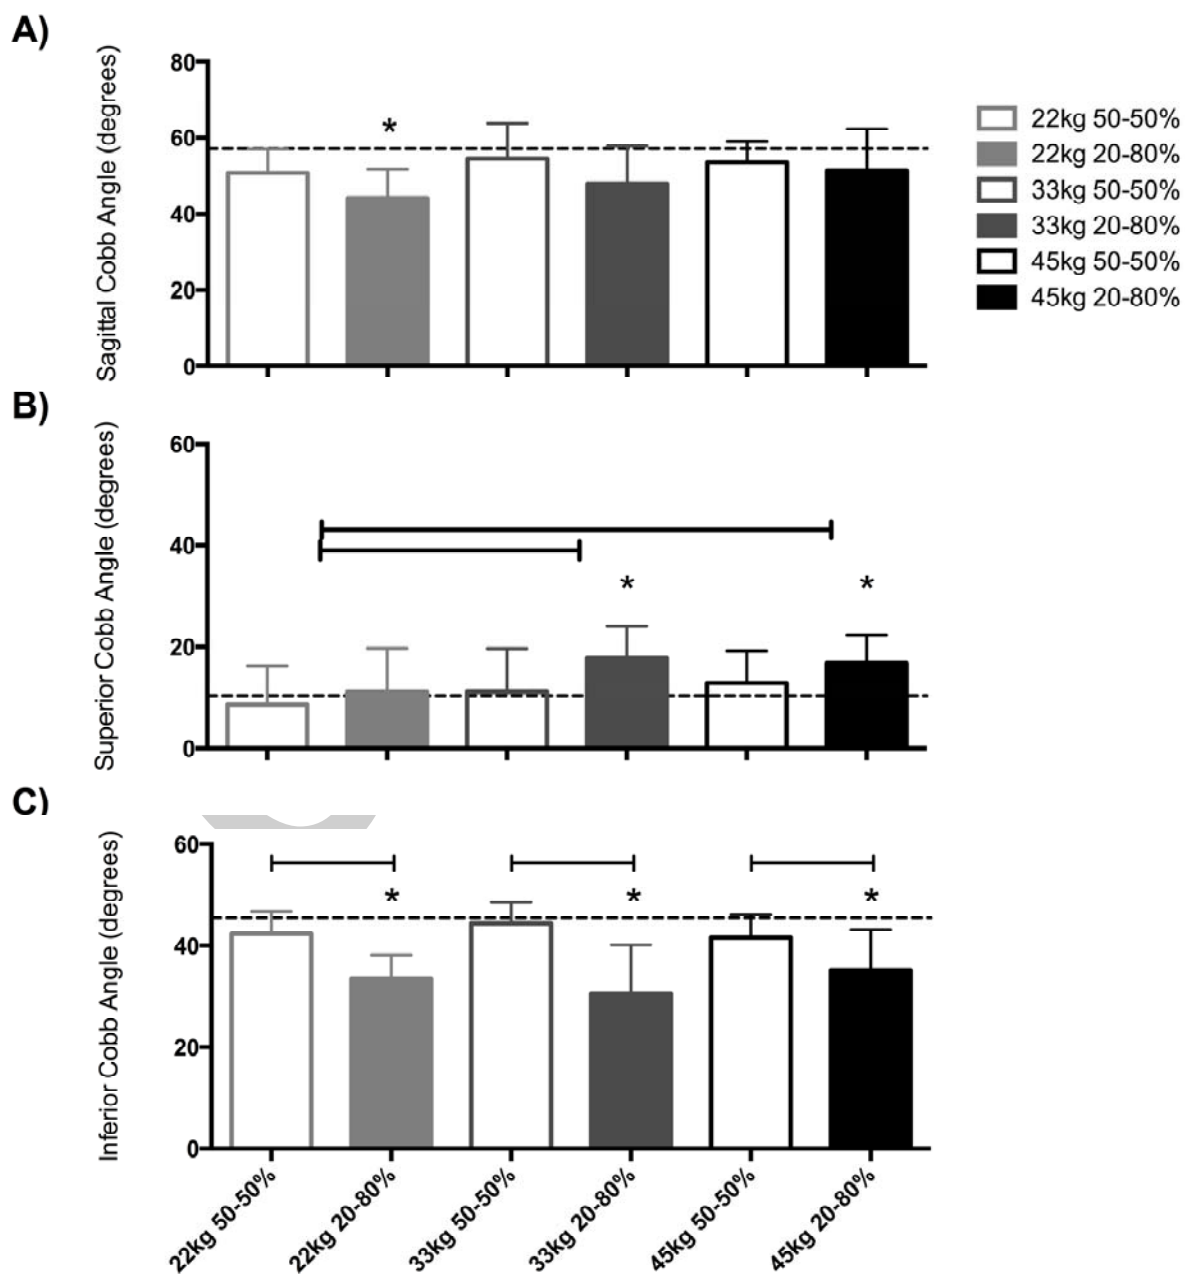 A)
Sagittal Cobb Angle (degrees)
80
60
40
20
0
*
22kg 50-50%
22kg 20-80%
33kg 50-50%
33kg 20-80%
45kg 50-50%
45kg 20-80%
B)
Superior Cobb Angle (degrees)
60
40
20
0
* *
C)
Inferior Cobb Angle (degrees)
60
40
20
0
* * *
22kg 50-50%
22kg 20-80%
33kg 50-50%
33kg 20-80%
45kg 50-50%
45kg 20-80%